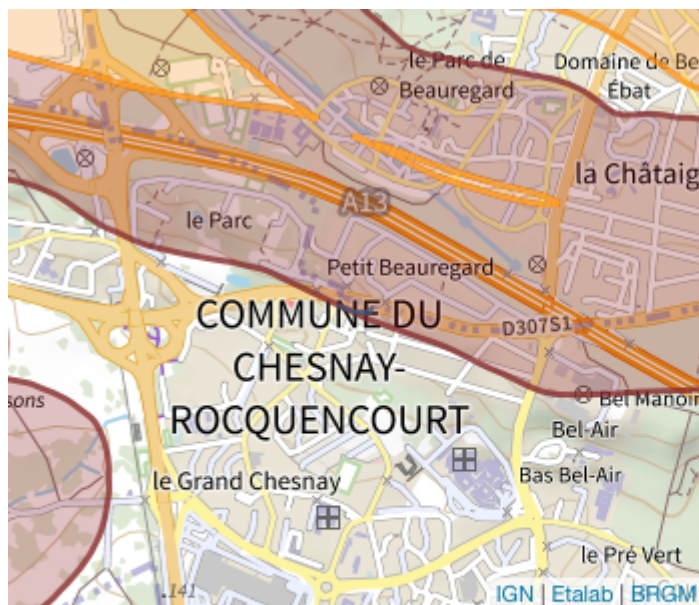 le Parc de
Beauregard
Domaine de Be
Ébat
la Châtaig
A13
le Parc
Petit Beauregard
COMMUNE DU
CHESNAY-
ROCQUENCOURT
D307S1
sons
Bel Manoir
Bel-Air
le Grand Chesnay
Bas Bel-Air
le Pré Vert
141
IGN | Etalab | BRGM